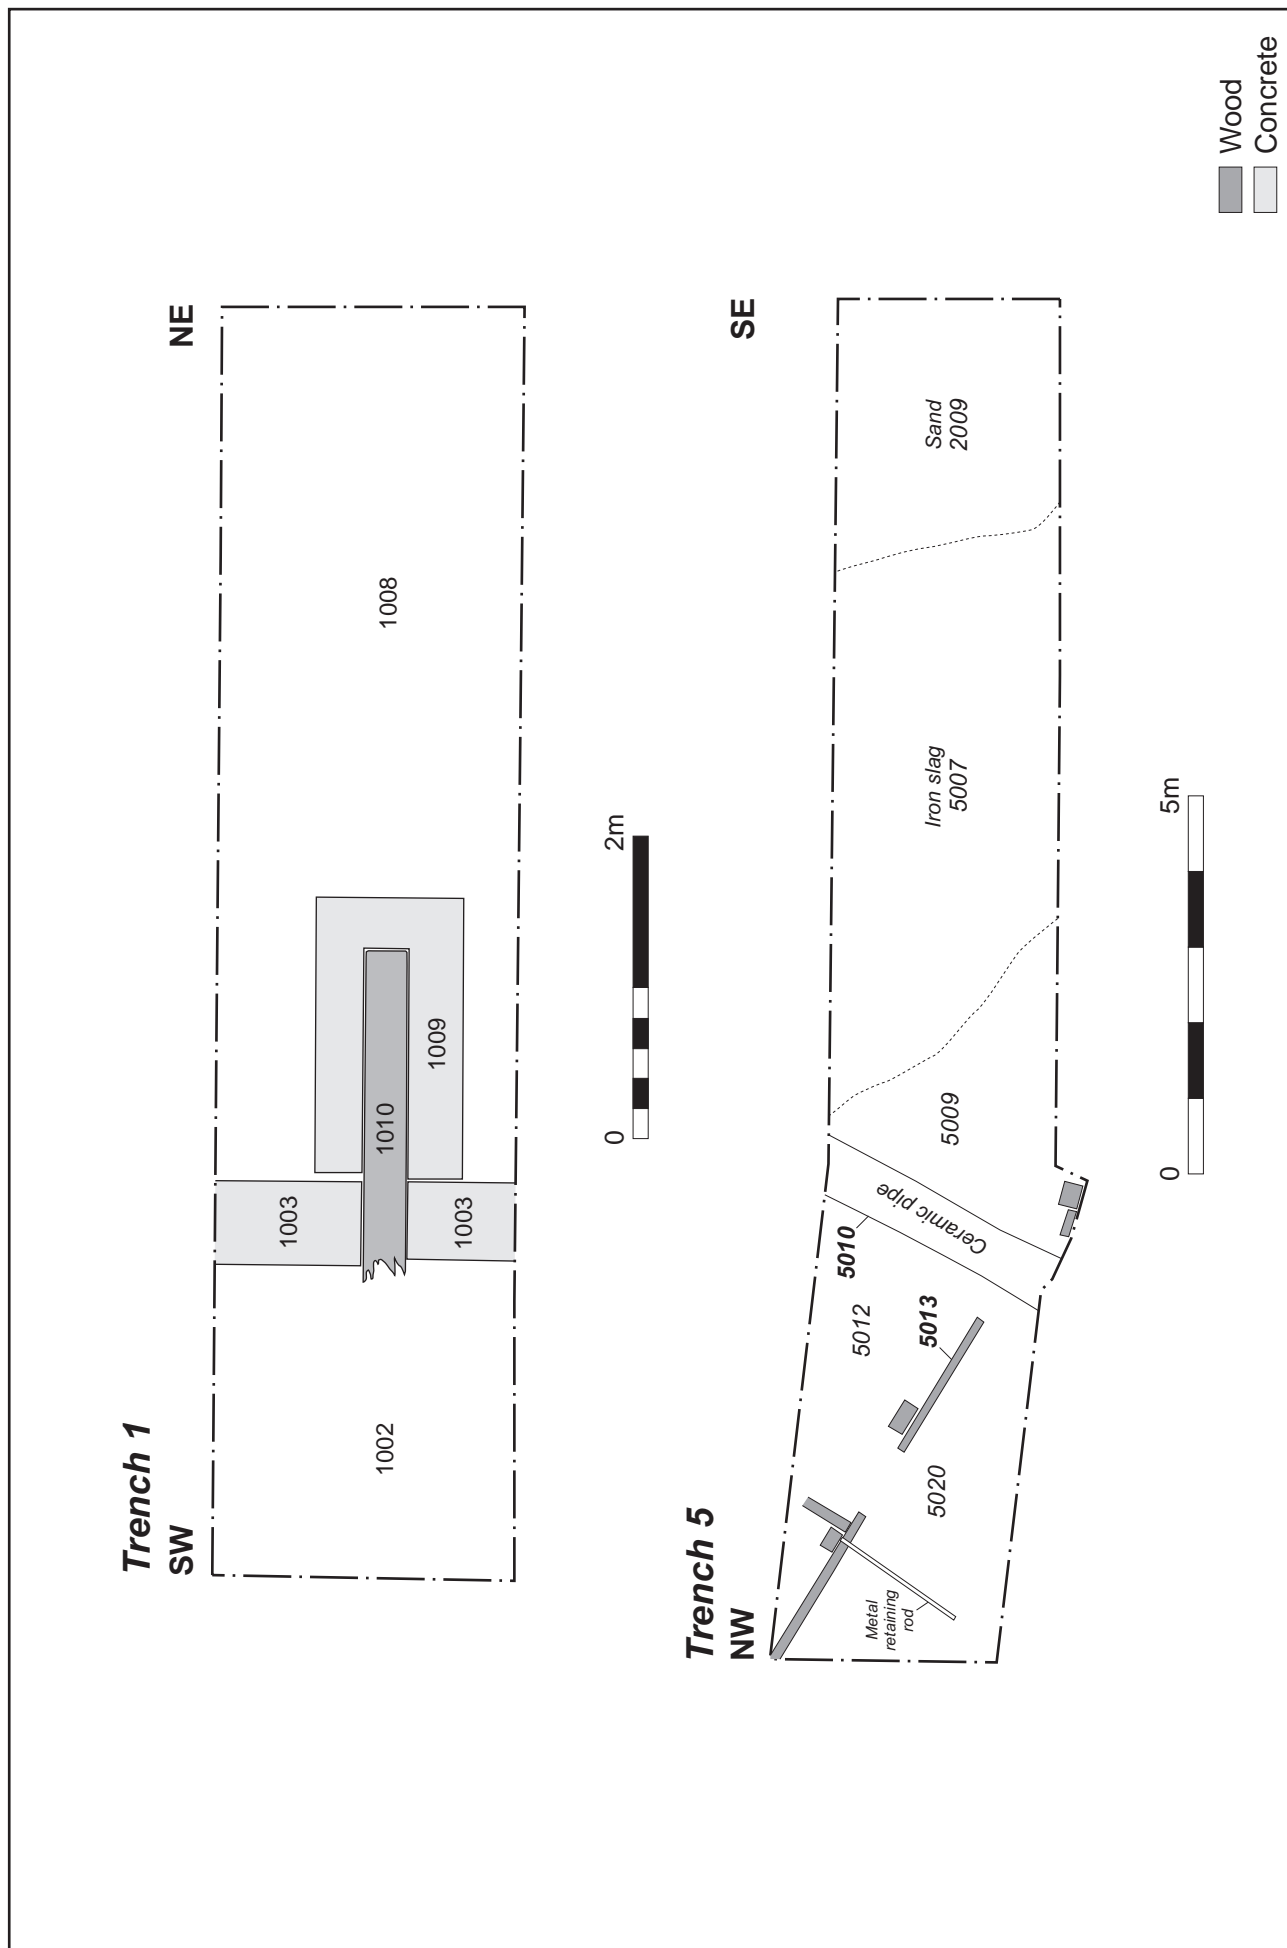 Trench 1
SW
NE
1002
1003
1003
1010
1009
1008
0
2m
Trench 5
NW
SE
Metal
retaining
rod
5020
5013
5012
5010
Ceramic pipe
5009
Iron slag
5007
Sand
2009
0
5m
Wood
Concrete